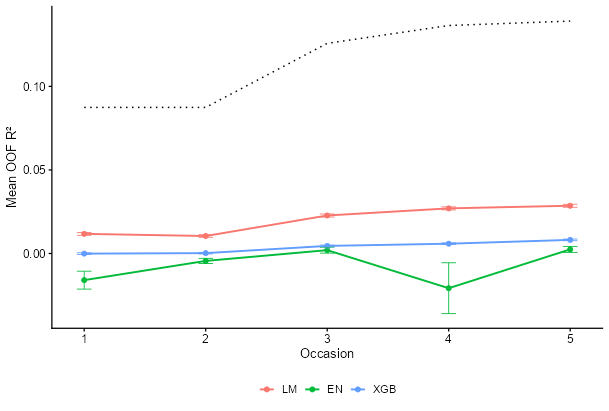 0.10
0.05
0.00
Mean OOF R²
1 2 3 4 5
Occasion
LM EN XGB